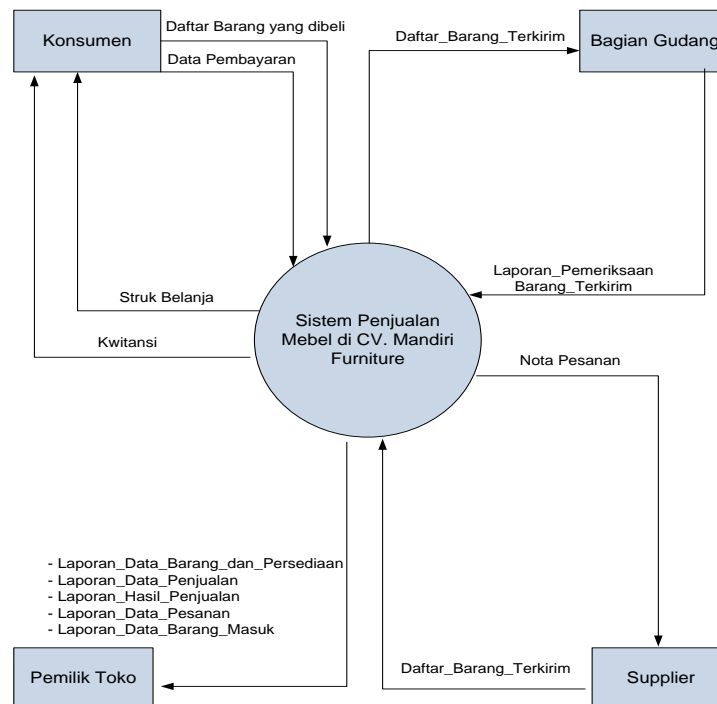 Konsumen
Daftar Barang yang dibeli
Data Pembayaran
Daftar_Barang_Terkirim
Bagian Gudang
Laporan_Pemeriksaan
Barang_Terkirim
Struk Belanja
Kwitansi
Sistem Penjualan
Mebel di CV. Mandiri
Furniture
Nota Pesanan
- Laporan_Data_Barang_dan_Persediaan
- Laporan_Data_Penjualan
- Laporan_Hasil_Penjualan
- Laporan_Data_Pesanan
- Laporan_Data_Barang_Masuk
Pemilik Toko
Daftar_Barang_Terkirim
Supplier